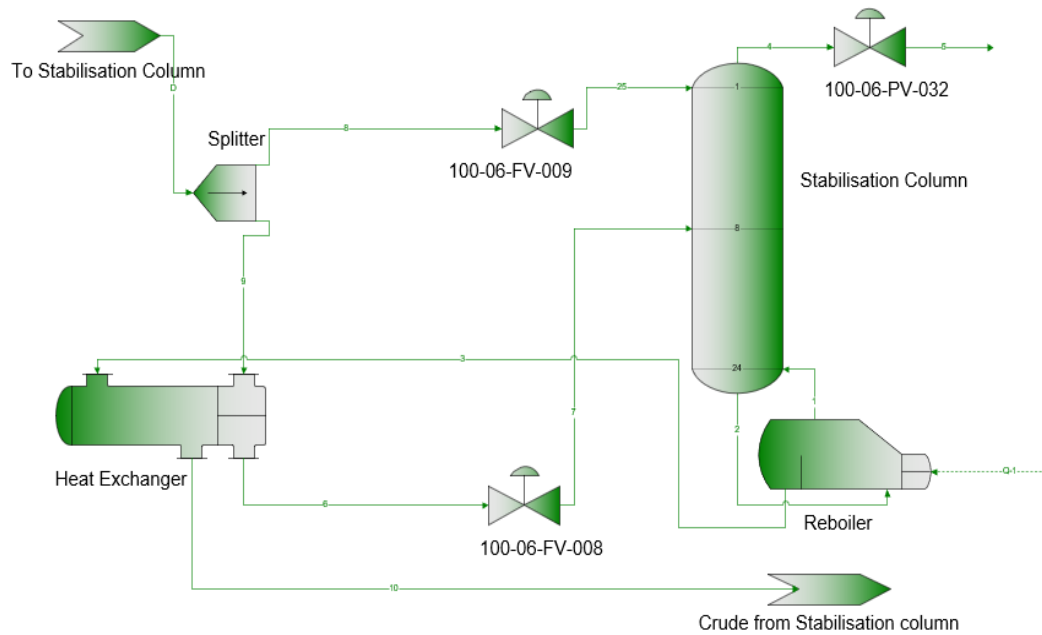 4
5
100-06-PV-032
To Stabilisation Column
D
25
1
Splitter
8
100-06-FV-009
Stabilisation Column
8
9
3
24
7
1
2
Heat Exchanger
Q-1
6
Reboiler
100-06-FV-008
10
Crude from Stabilisation column